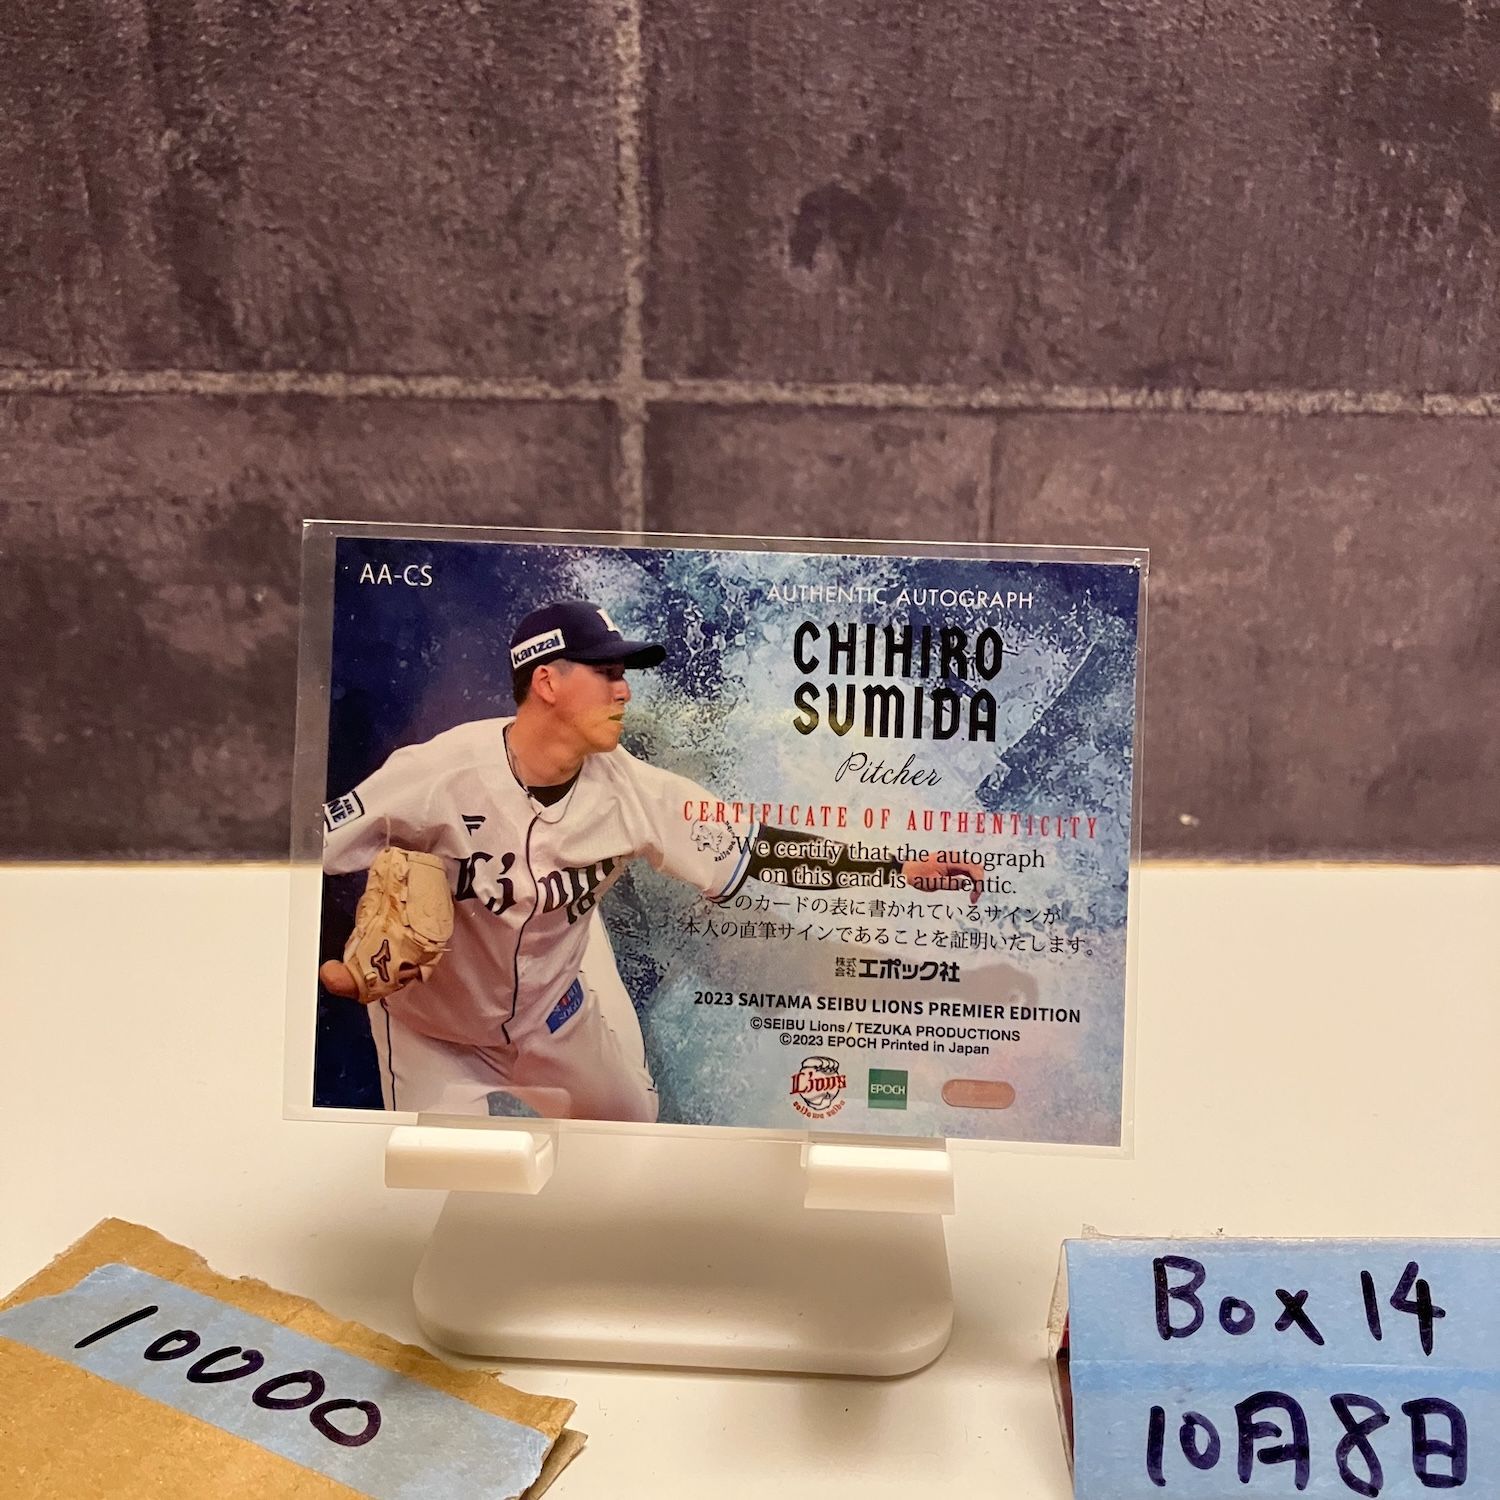 AA-CS
AUTHENTIC AUTOGRAPH
CHIHIRO
SUMIDA
Pitcher
CERTIFICATE OF AUTHENTICITY
We certify that the autograph
on this card is authentic.
このカードの表に書かれているサインが
本人の直筆サインであることを証明いたします。
株式会社エポック社
2023 SAITAMA SEIBU LIONS PREMIER EDITION
©SEIBU Lions/TEZUKA PRODUCTIONS
©2023 EPOCH Printed in Japan
Lions
saitama seibu
EPOCH
kanzai
Lions
10000
Box 14
10月8日